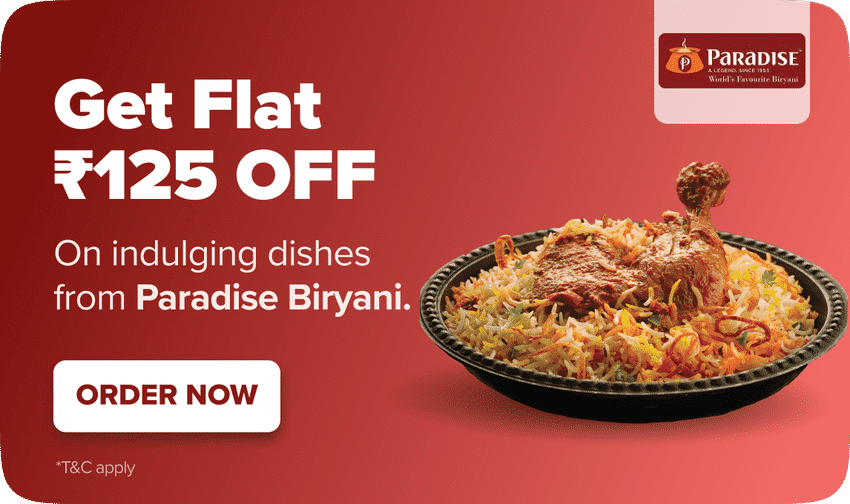 PARADISE
A LEGEND, SINCE 1953
World's Favourite Biryani
Get Flat
₹125 OFF
On indulging dishes
from Paradise Biryani.
ORDER NOW
*T&C apply